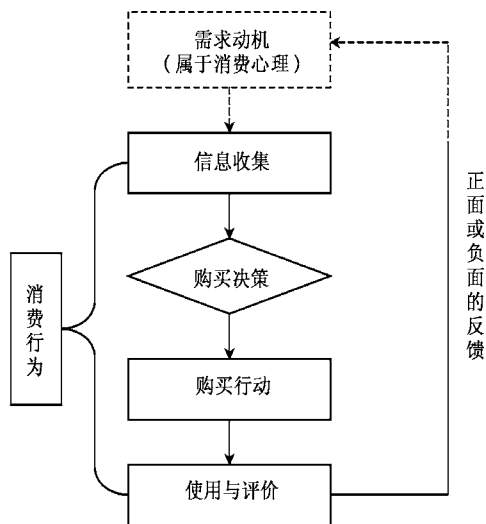 需求动机
（属于消费心理）
信息收集
购买决策
购买行动
使用与评价
消费行为
正面或负面的反馈